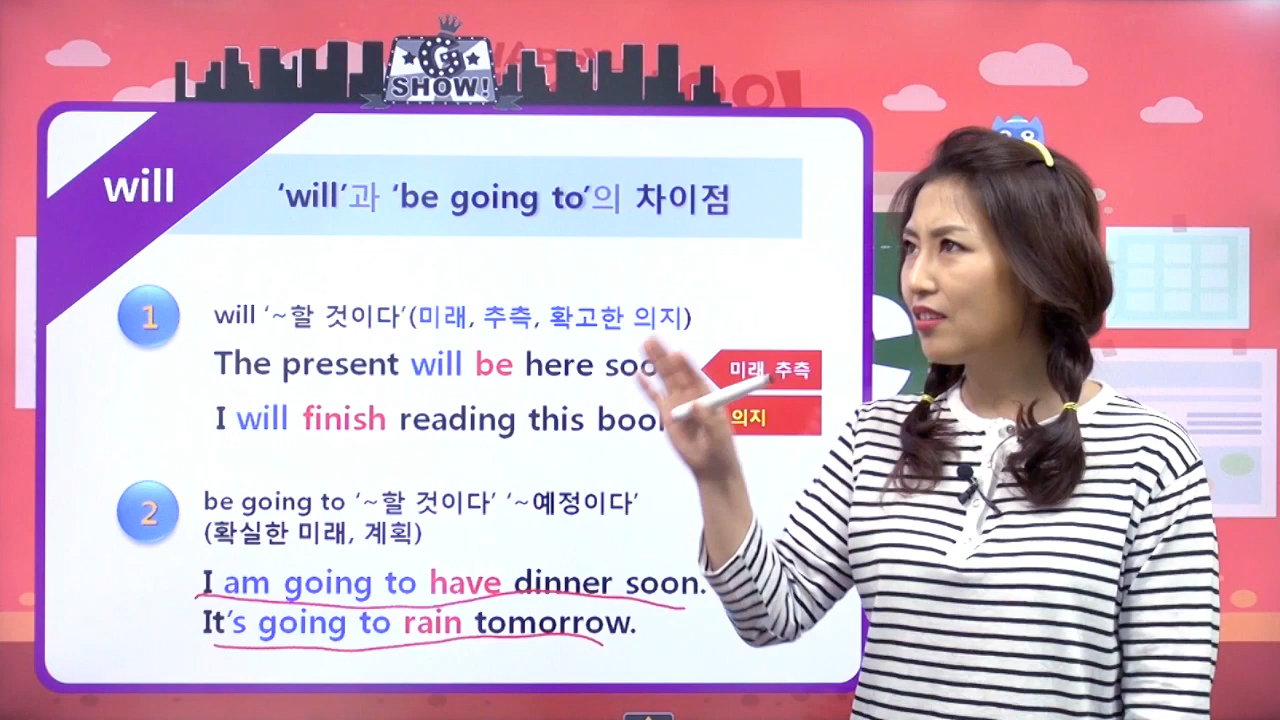 SHOW!
will
‘will’과 ‘be going to’의 차이점
1
will ‘~할 것이다’(미래, 추측, 확고한 의지)
The present will be here
미래, 추측
I will finish reading this
의지
2
be going to ‘~할 것이다’ ‘~예정이다’
(확실한 미래, 계획)
I am going to have dinner soon.
It’s going to rain tomorrow.